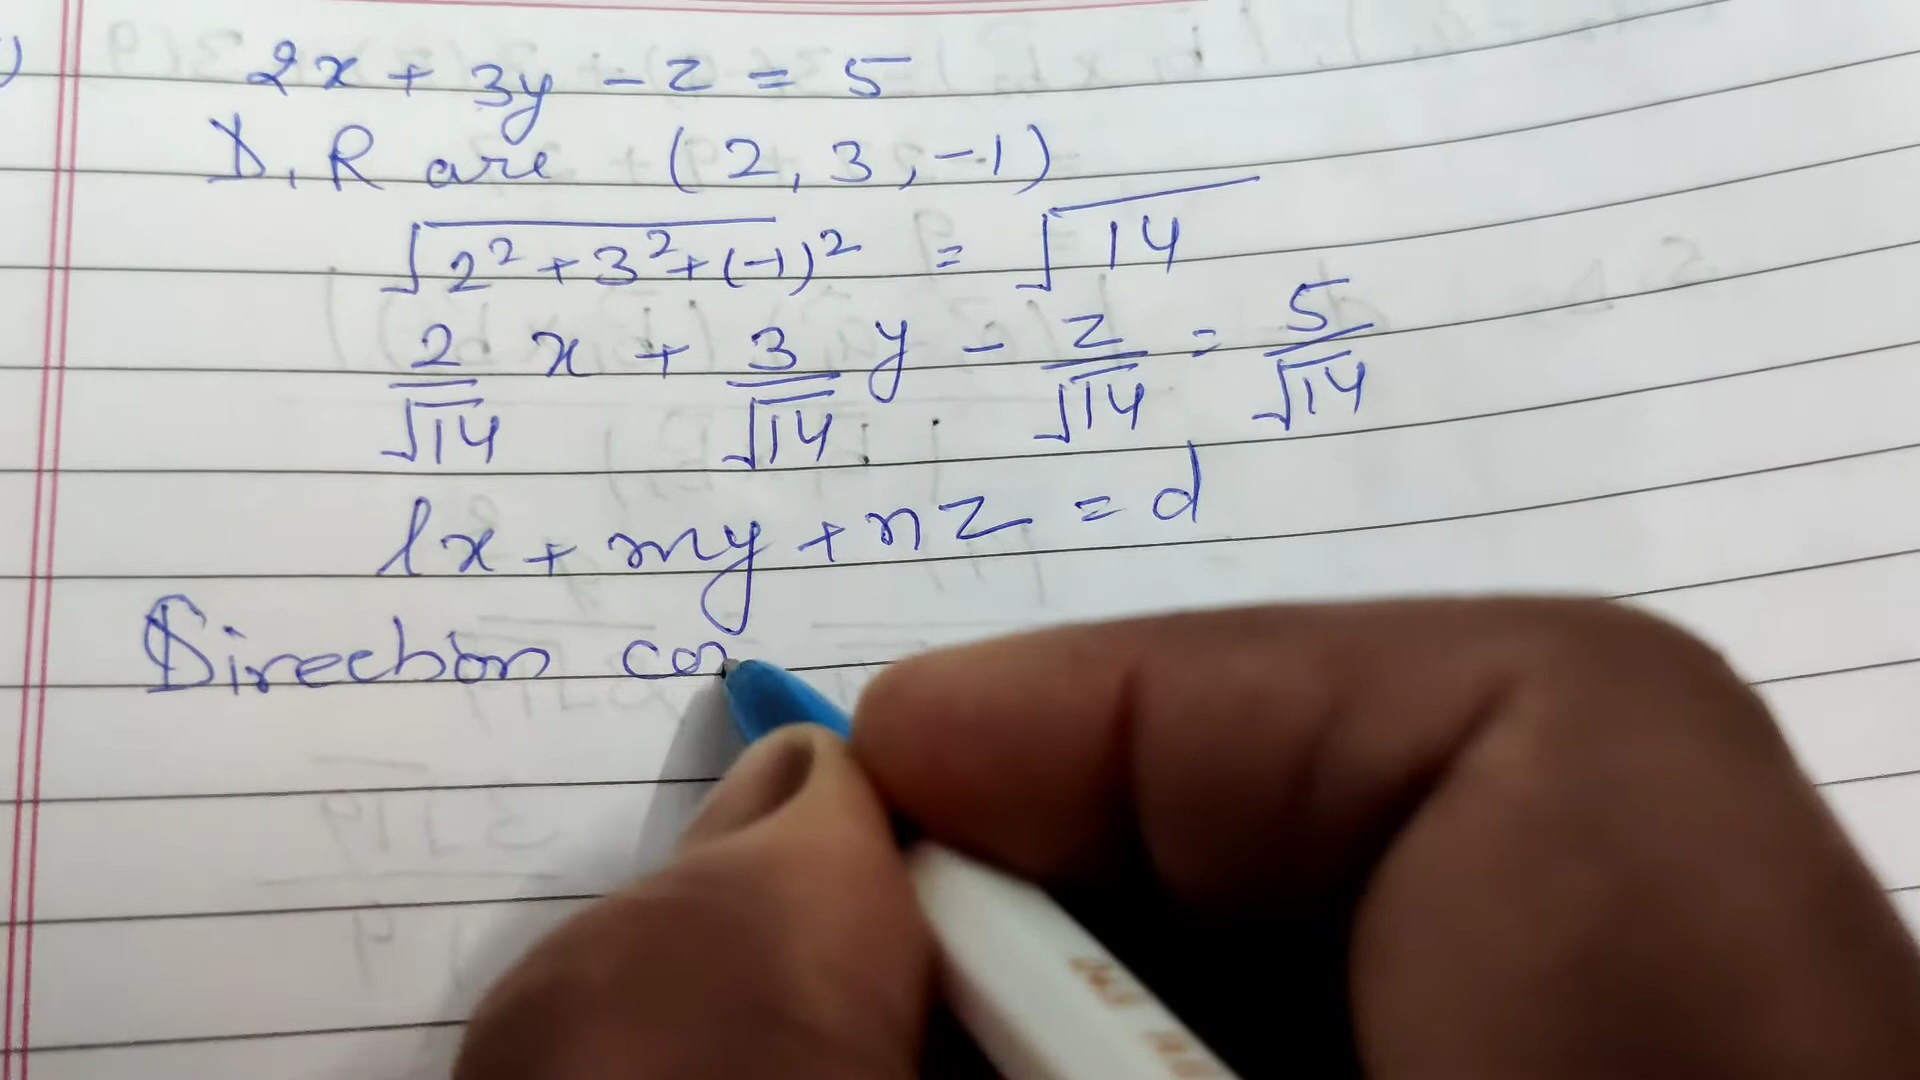 2x + 3y - z = 5
D.R are (2, 3, -1)
√2² + 3² + (-1)² = √14
2/√14 x + 3/√14 y - z/√14 = 5/√14
lx + my + nz = d
Direction cos